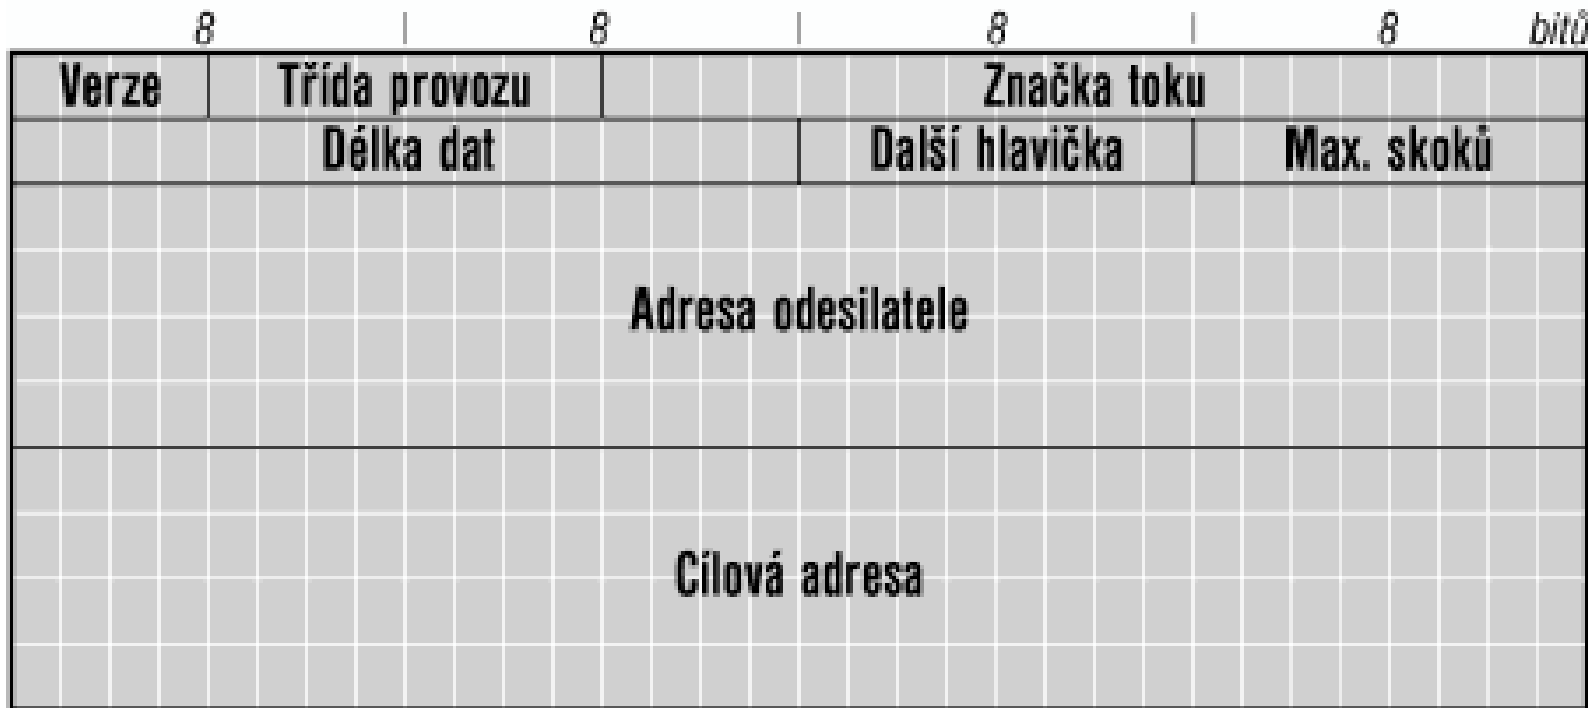 8 8 8 8 bitů
Verze Třída provozu Značka toku
Délka dat Další hlavička Max. skoků
Adresa odesilatele
Cílová adresa